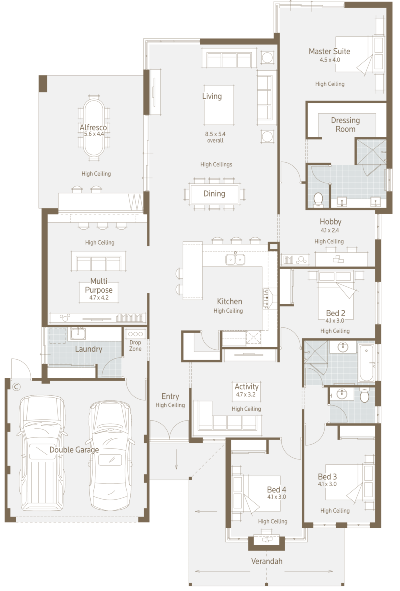 Master Suite
4.5 x 4.0
High Ceiling
Living
8.5 x 5.4
overall
High Ceilings
Alfresco
5.6 x 4.4
High Ceiling
Dressing
Room
Dining
Hobby
4.1 x 2.4
High Ceiling
High Ceiling
Multi
Purpose
4.7 x 4.2
Kitchen
High Ceiling
Bed 2
4.1 x 3.0
High Ceiling
Laundry
Drop
Zone
Activity
4.7 x 3.2
High Ceiling
Entry
High Ceiling
Double Garage
Bed 4
4.1 x 3.0
High Ceiling
Bed 3
4.1 x 3.0
High Ceiling
Verandah